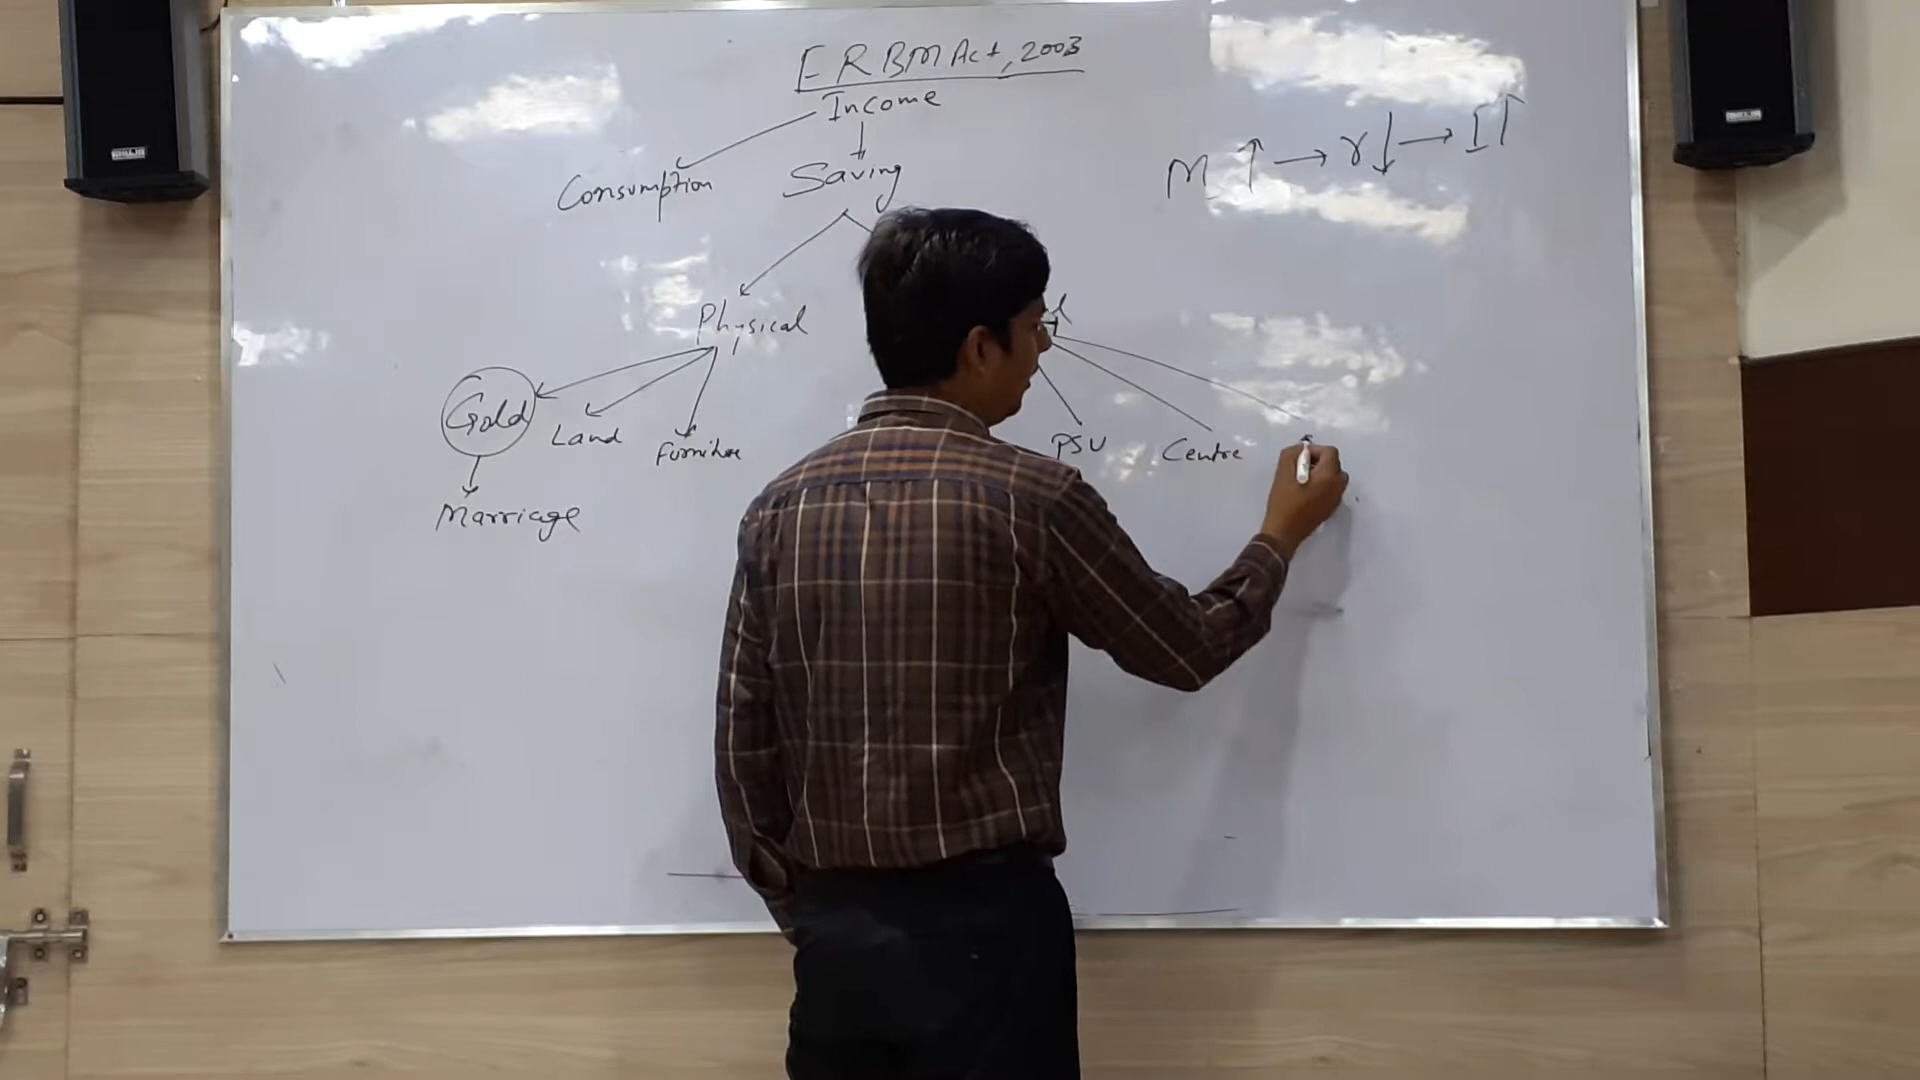 FRBM Act, 2003
Income
M ↑ → r ↓ → I ↑
Consumption
Saving
Physical
Gold
Land
Furniture
PSU
Centre
Marriage